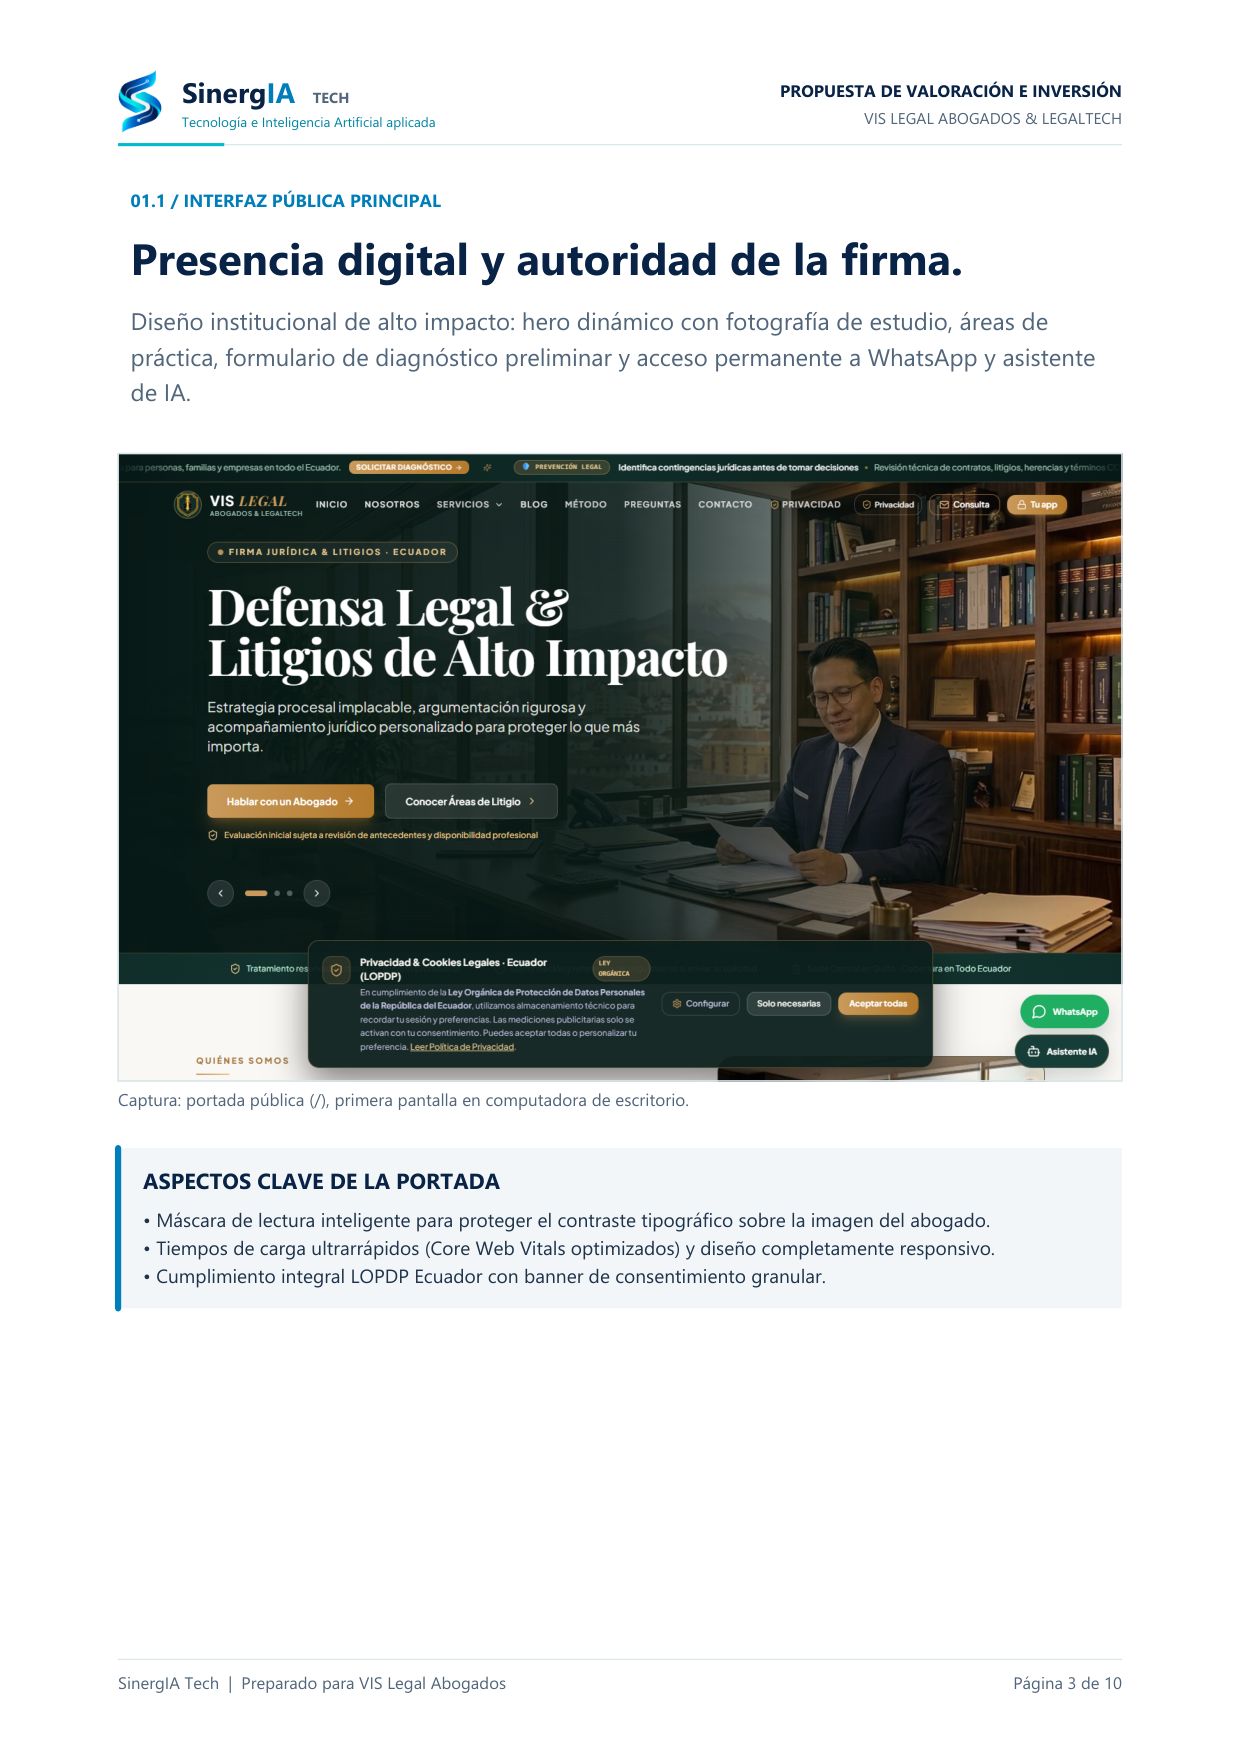 SinergIA TECH
Tecnología e Inteligencia Artificial aplicada
PROPUESTA DE VALORACIÓN E INVERSIÓN
VIS LEGAL ABOGADOS & LEGALTECH
01.1 / INTERFAZ PÚBLICA PRINCIPAL
Presencia digital y autoridad de la firma.
Diseño institucional de alto impacto: hero dinámico con fotografía de estudio, áreas de
práctica, formulario de diagnóstico preliminar y acceso permanente a WhatsApp y asistente
de IA.
para personas, familias y empresas en todo el Ecuador. SOLICITAR DIAGNÓSTICO → PREVENCIÓN LEGAL Identifica contingencias jurídicas antes de tomar decisiones • Revisión técnica de contratos, litigios, herencias y términos
VIS LEGAL
ABOGADOS & LEGALTECH
INICIO NOSOTROS SERVICIOS BLOG MÉTODO PREGUNTAS CONTACTO PRIVACIDAD Privacidad Consulta Tu app
FIRMA JURÍDICA & LITIGIOS · ECUADOR
Defensa Legal &
Litigios de Alto Impacto
Estrategia procesal implacable, argumentación rigurosa y
acompañamiento jurídico personalizado para proteger lo que más
importa.
Hablar con un Abogado → Conocer Áreas de Litigio
Evaluación inicial sujeta a revisión de antecedentes y disponibilidad profesional
Tratamiento res
ra en Todo Ecuador
Privacidad & Cookies Legales · Ecuador
(LOPDP)
LEY
ORGÁNICA
En cumplimiento de la Ley Orgánica de Protección de Datos Personales
de la República del Ecuador, utilizamos almacenamiento técnico para
recordar tu sesión y preferencias. Las mediciones publicitarias solo se
activan con tu consentimiento. Puedes aceptar todas o personalizar tu
preferencia. Leer Política de Privacidad.
Configurar Solo necesarias Aceptar todas
WhatsApp
Asistente IA
QUIÉNES SOMOS
Captura: portada pública (/), primera pantalla en computadora de escritorio.
ASPECTOS CLAVE DE LA PORTADA
• Máscara de lectura inteligente para proteger el contraste tipográfico sobre la imagen del abogado.
• Tiempos de carga ultrarrápidos (Core Web Vitals optimizados) y diseño completamente responsivo.
• Cumplimiento integral LOPDP Ecuador con banner de consentimiento granular.
SinergIA Tech | Preparado para VIS Legal Abogados
Página 3 de 10